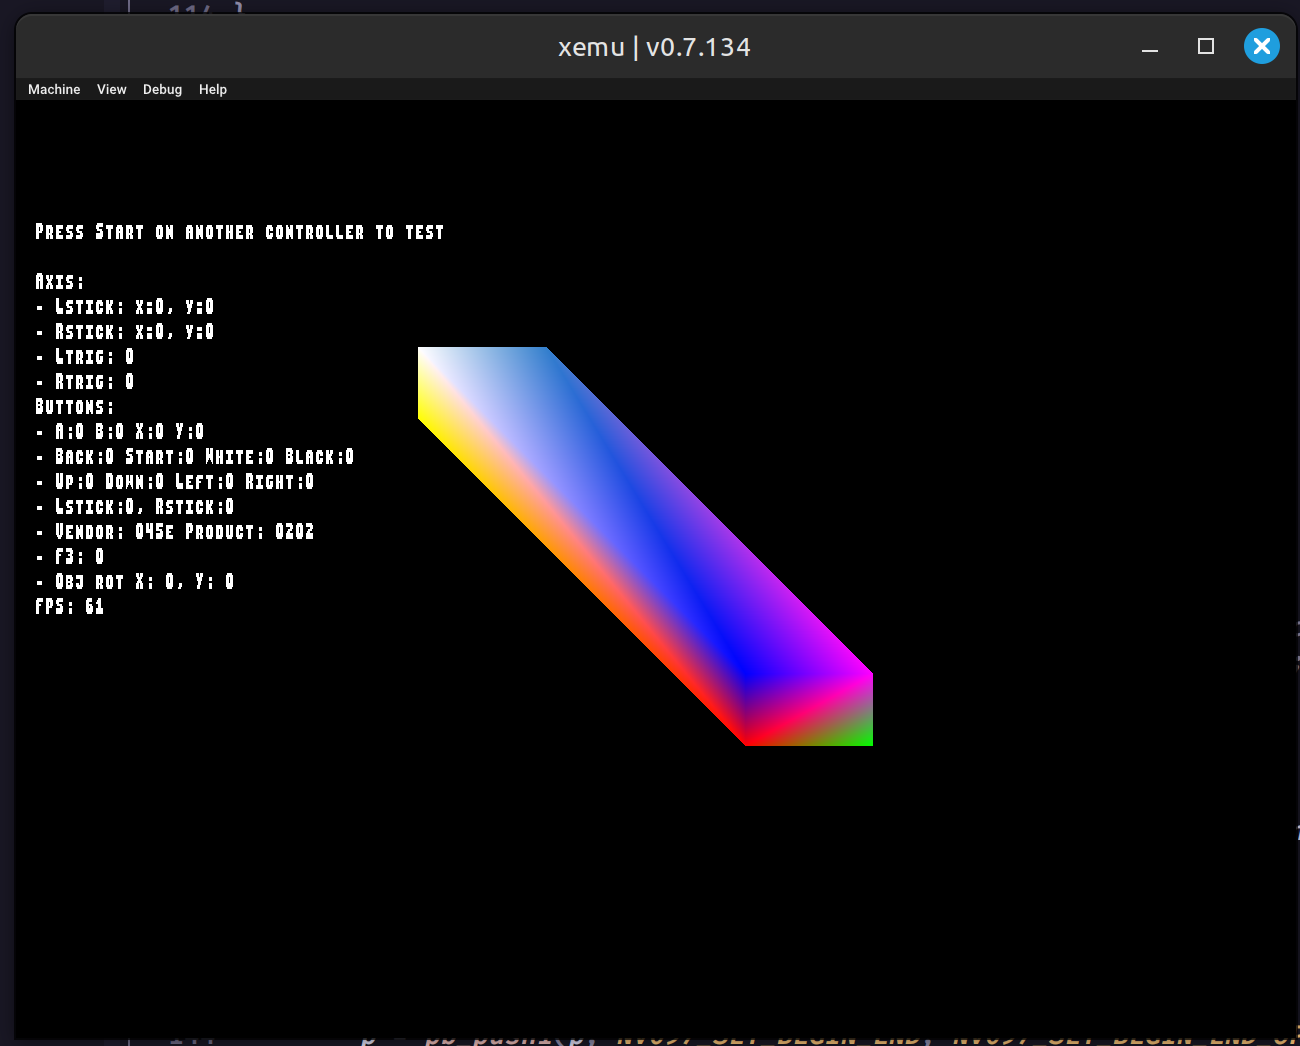 xemu | v0.7.134
Machine View Debug Help
Press Start on another controller to test
Axis:
- Lstick: x:0, y:0
- Rstick: x:0, y:0
- Ltrig: 0
- Rtrig: 0
Buttons:
- A:0 B:0 X:0 Y:0
- Back:0 Start:0 White:0 Black:0
- Up:0 Down:0 Left:0 Right:0
- Lstick:0, Rstick:0
- Vendor: 045E Product: 0202
- F3: 0
- Obj rot X: 0, Y: 0
FPS: 61